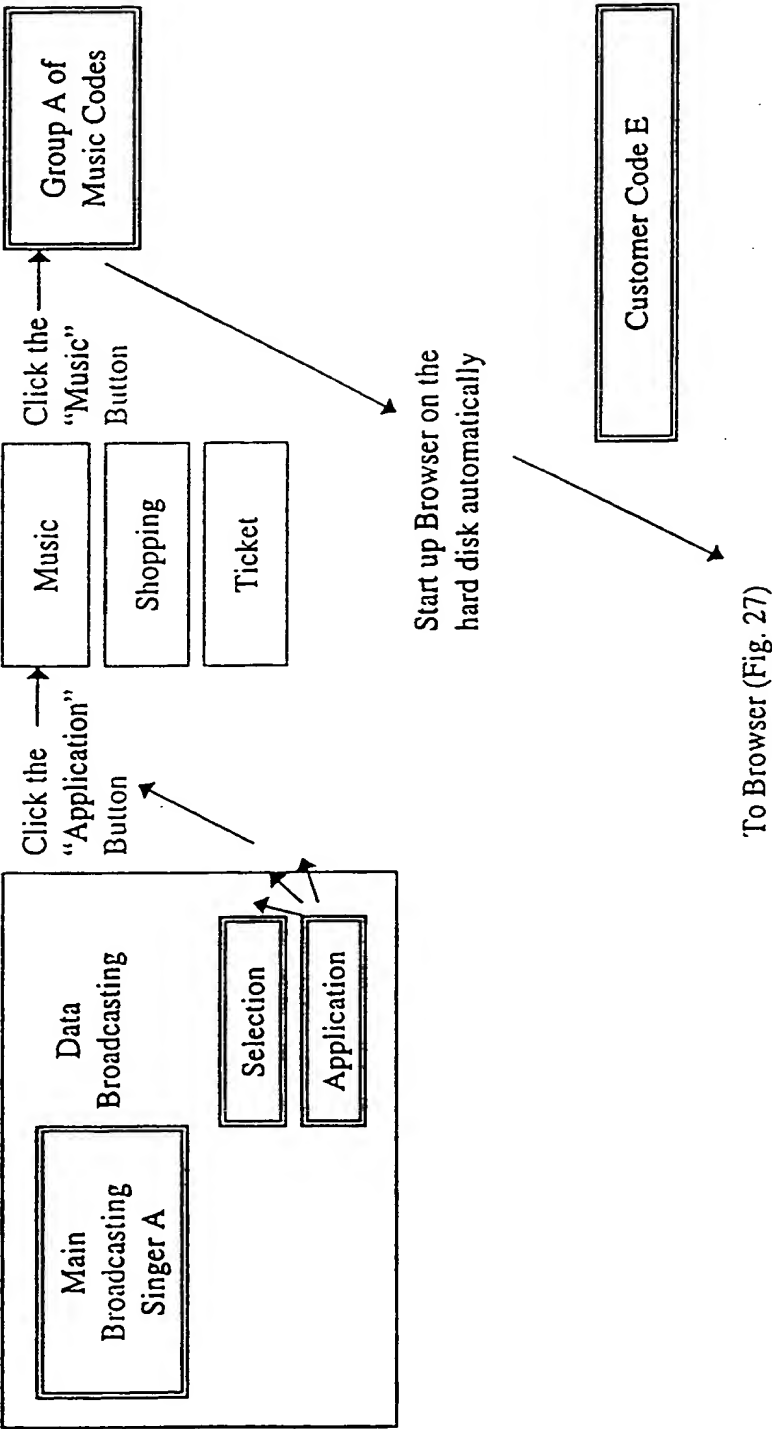 Main
Broadcasting
Singer A
Data
Broadcasting
Selection
Application
Click the
“Application”
Button
Music
Shopping
Ticket
Click the
“Music”
Button
Group A of
Music Codes
Start up Browser on the
hard disk automatically
Customer Code E
To Browser (Fig. 27)